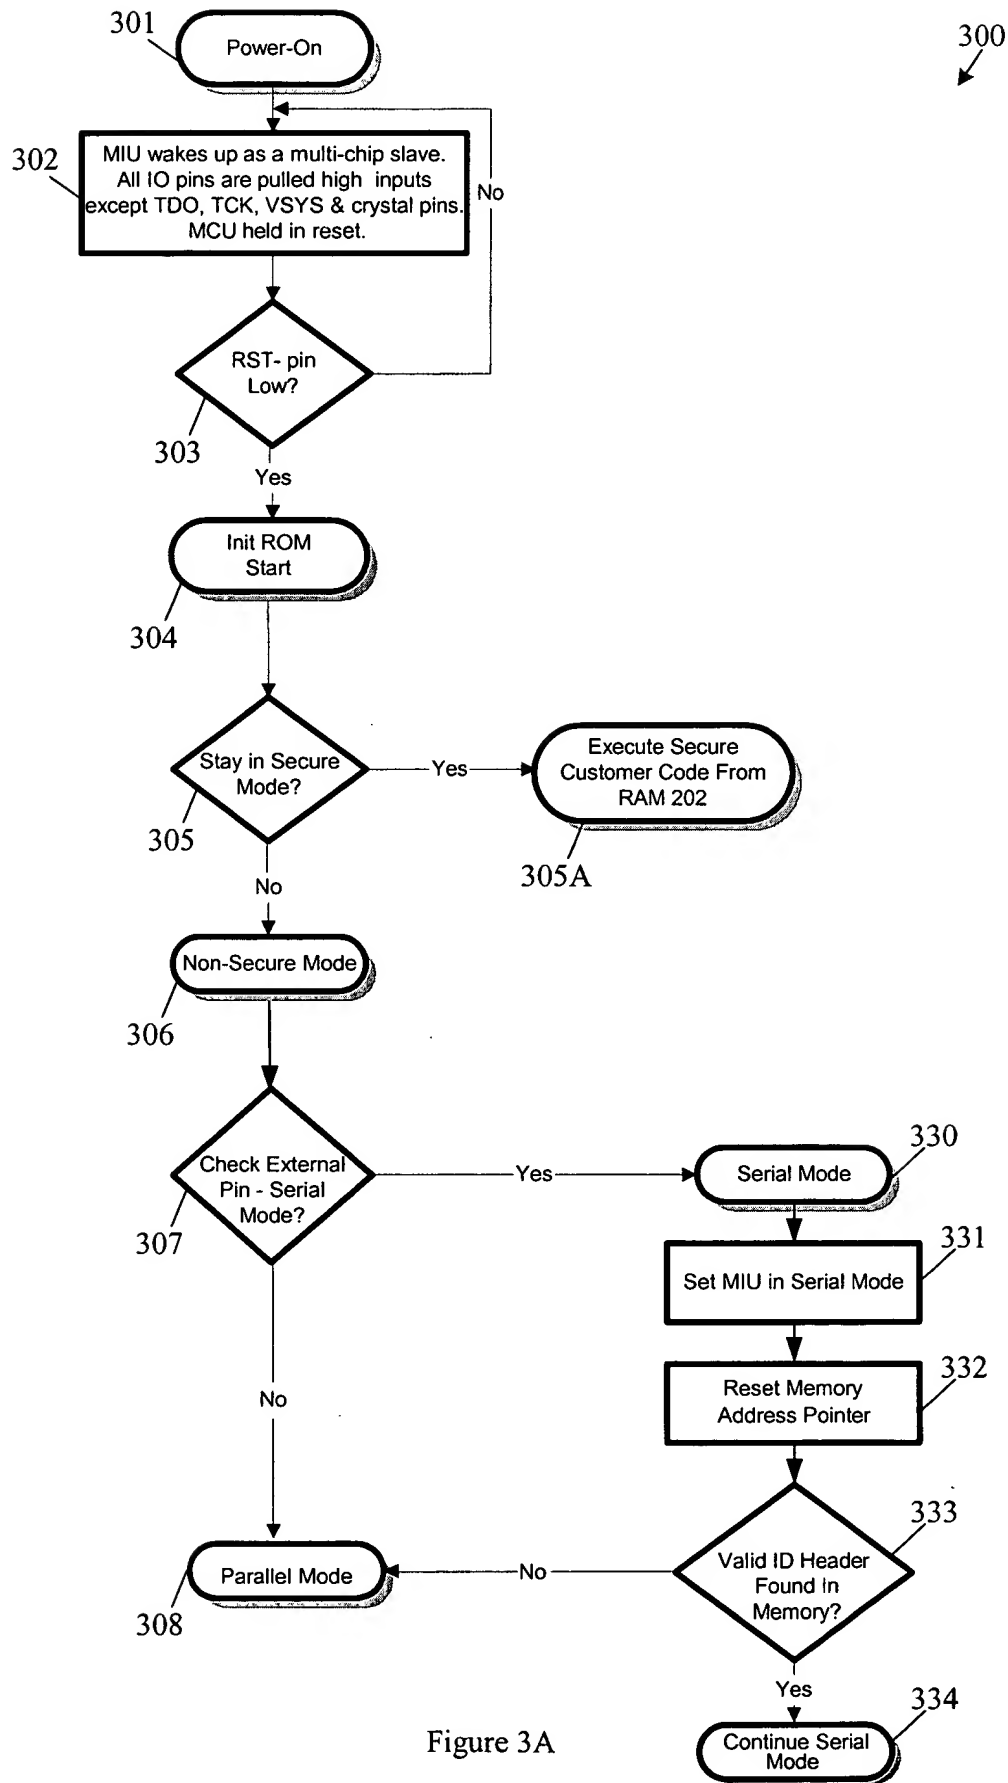 301
Power-On
300
302
MIU wakes up as a multi-chip slave.
All IO pins are pulled high inputs
except TDO, TCK, VSYS & crystal pins.
MCU held in reset.
No
RST- pin
Low?
303
Yes
Init ROM
Start
304
Stay in Secure
Mode?
305
Yes
Execute Secure
Customer Code From
RAM 202
305A
No
Non-Secure Mode
306
Check External
Pin - Serial
Mode?
307
Yes
330
Serial Mode
331
Set MIU in Serial Mode
332
Reset Memory
Address Pointer
No
333
Valid ID Header
Found In
Memory?
No
Parallel Mode
308
Yes
334
Continue Serial
Mode
Figure 3A